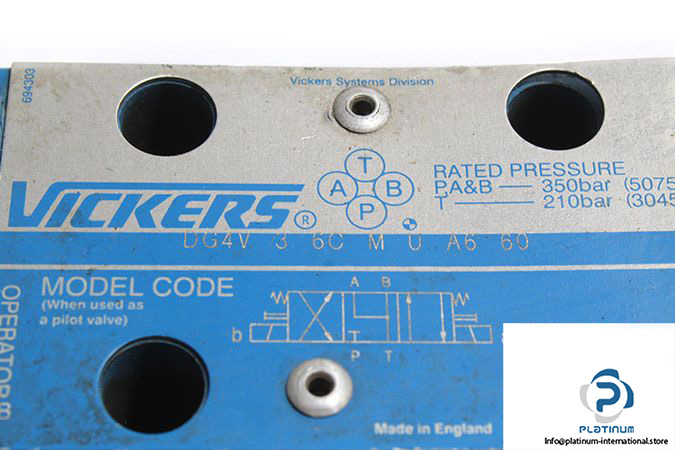 694303
Vickers Systems Division
VICKERS ®
A T B P
RATED PRESSURE
P,A&B — 350bar (5075
T — 210bar (3045
DG4V 3 6C M U A6 60
MODEL CODE
(When used as
a pilot valve)
A B
b
T
P T
a
OPERATOR B
Made in England
PLATINUM
info@platinum-international.store